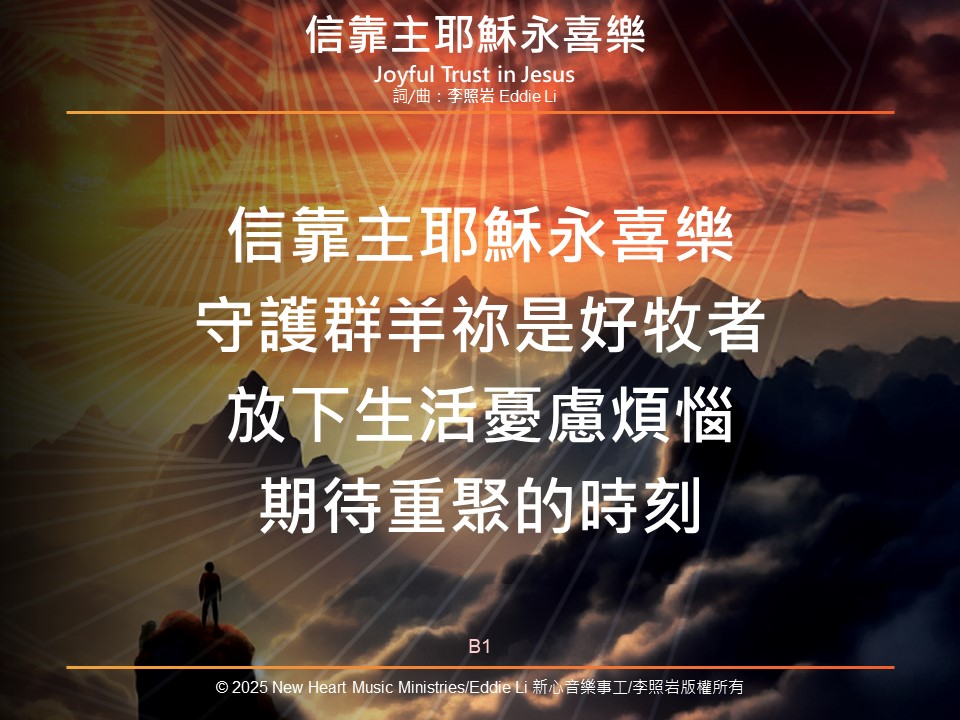 信靠主耶穌永喜樂
Joyful Trust in Jesus
詞/曲：李照岩 Eddie Li
信靠主耶穌永喜樂
守護群羊祢是好牧者
放下生活憂慮煩惱
期待重聚的時刻
B1
© 2025 New Heart Music Ministries/Eddie Li 新心音樂事工/李照岩版權所有